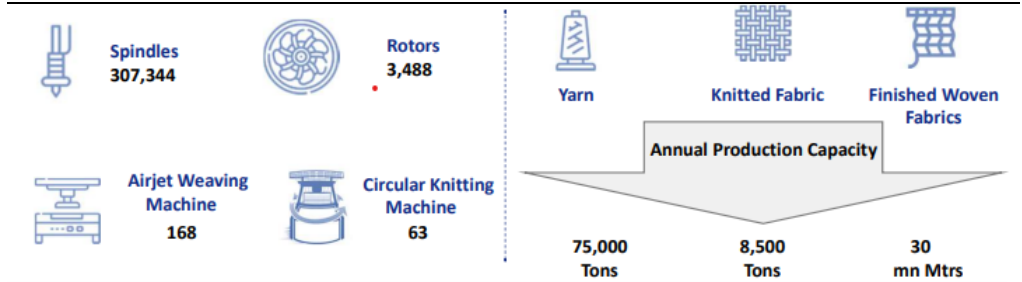 Spindles
307,344
Rotors
3,488
Airjet Weaving
Machine
168
Circular Knitting
Machine
63
Yarn
Knitted Fabric
Finished Woven
Fabrics
Annual Production Capacity
75,000
Tons
8,500
Tons
30
mn Mtrs